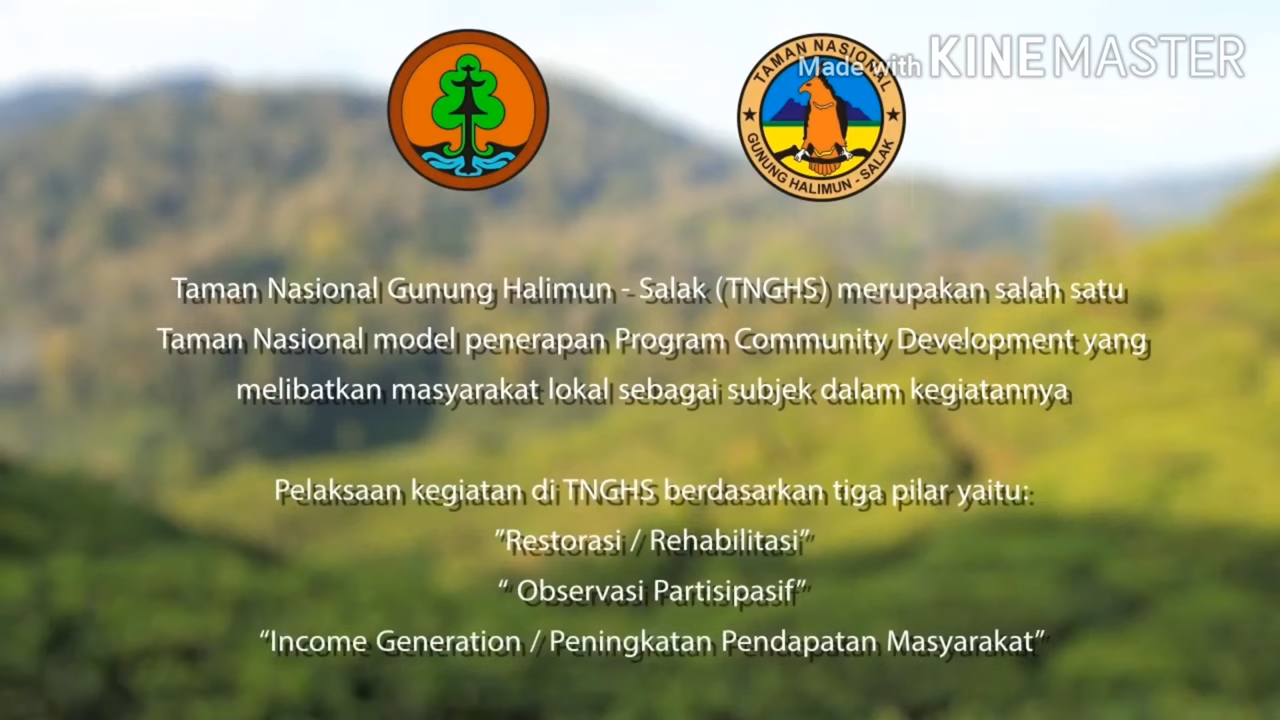 TAMAN NASIONAL
GUNUNG HALIMUN - SALAK
Made with KINEMASTER
Taman Nasional Gunung Halimun - Salak (TNGHS) merupakan salah satu
Taman Nasional model penerapan Program Community Development yang
melibatkan masyarakat lokal sebagai subjek dalam kegiatannya
Pelaksaan kegiatan di TNGHS berdasarkan tiga pilar yaitu:
”Restorasi / Rehabilitasi”
“ Observasi Partisipasif”
“Income Generation / Peningkatan Pendapatan Masyarakat”